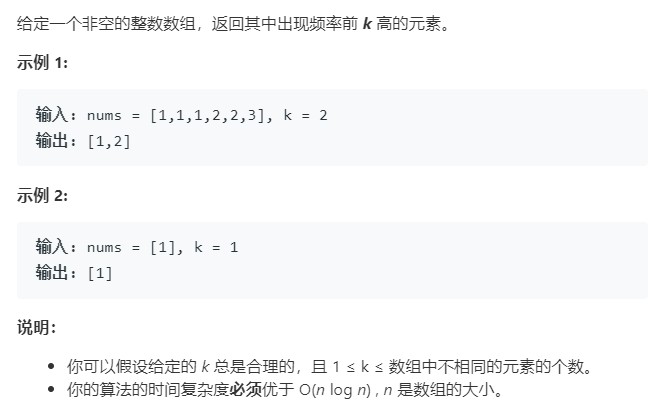 给定一个非空的整数数组，返回其中出现频率前 k 高的元素。
示例 1:
输入: nums = [1,1,1,2,2,3], k = 2
输出: [1,2]
示例 2:
输入: nums = [1], k = 1
输出: [1]
说明：
• 你可以假设给定的 k 总是合理的，且 1 ≤ k ≤ 数组中不相同的元素的个数。
• 你的算法的时间复杂度必须优于 O(n log n) , n 是数组的大小。